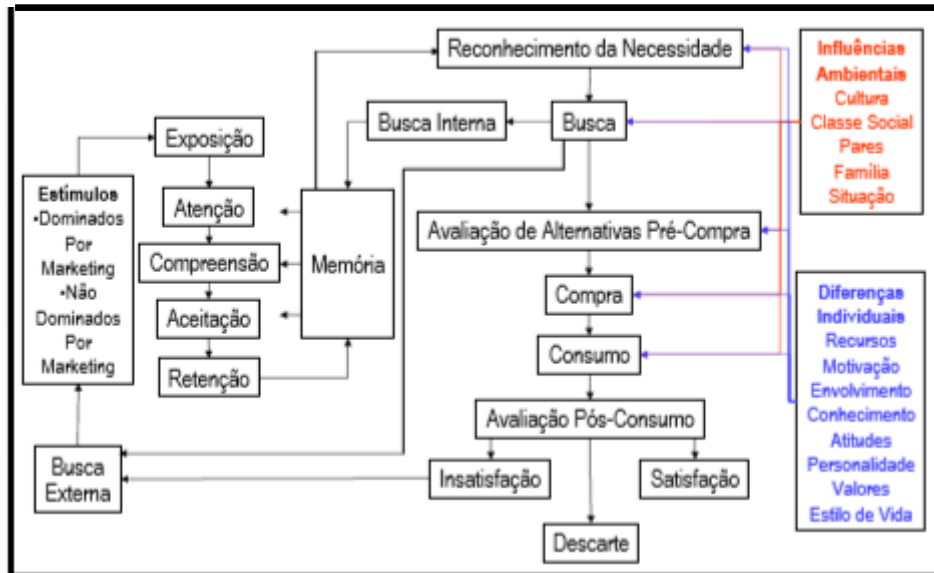 Reconhecimento da Necessidade
Busca Interna
Busca
Exposição
Atenção
Compreensão
Aceitação
Retenção
Memória
Estímulos
•Dominados
Por
Marketing
•Não
Dominados
Por
Marketing
Busca
Externa
Avaliação de Alternativas Pré-Compra
Compra
Consumo
Avaliação Pós-Consumo
Insatisfação
Satisfação
Descarte
Influências
Ambientais
Cultura
Classe Social
Pares
Família
Situação
Diferenças
Individuais
Recursos
Motivação
Envolvimento
Conhecimento
Atitudes
Personalidade
Valores
Estilo de Vida